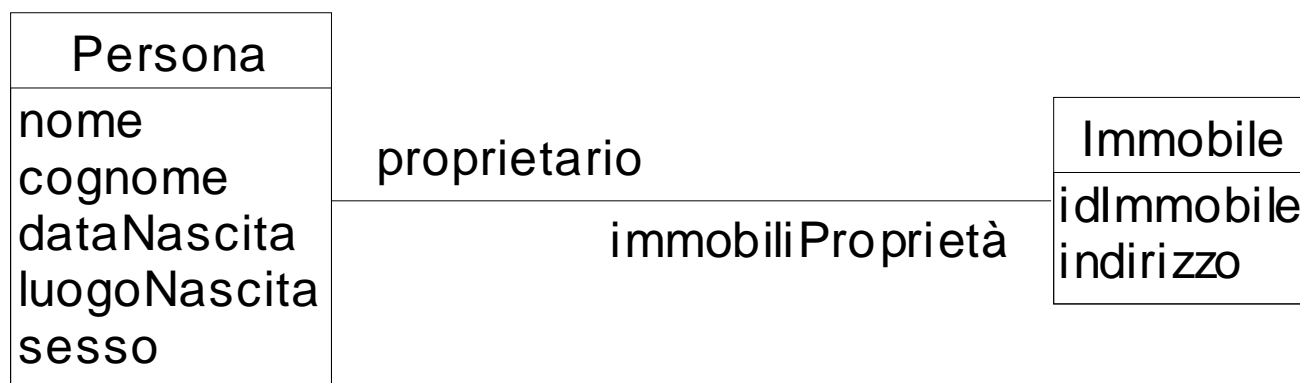 Persona
nome
cognome
dataNascita
luogoNascita
sesso
proprietario
immobiliProprietà
Immobile
idImmobile
indirizzo